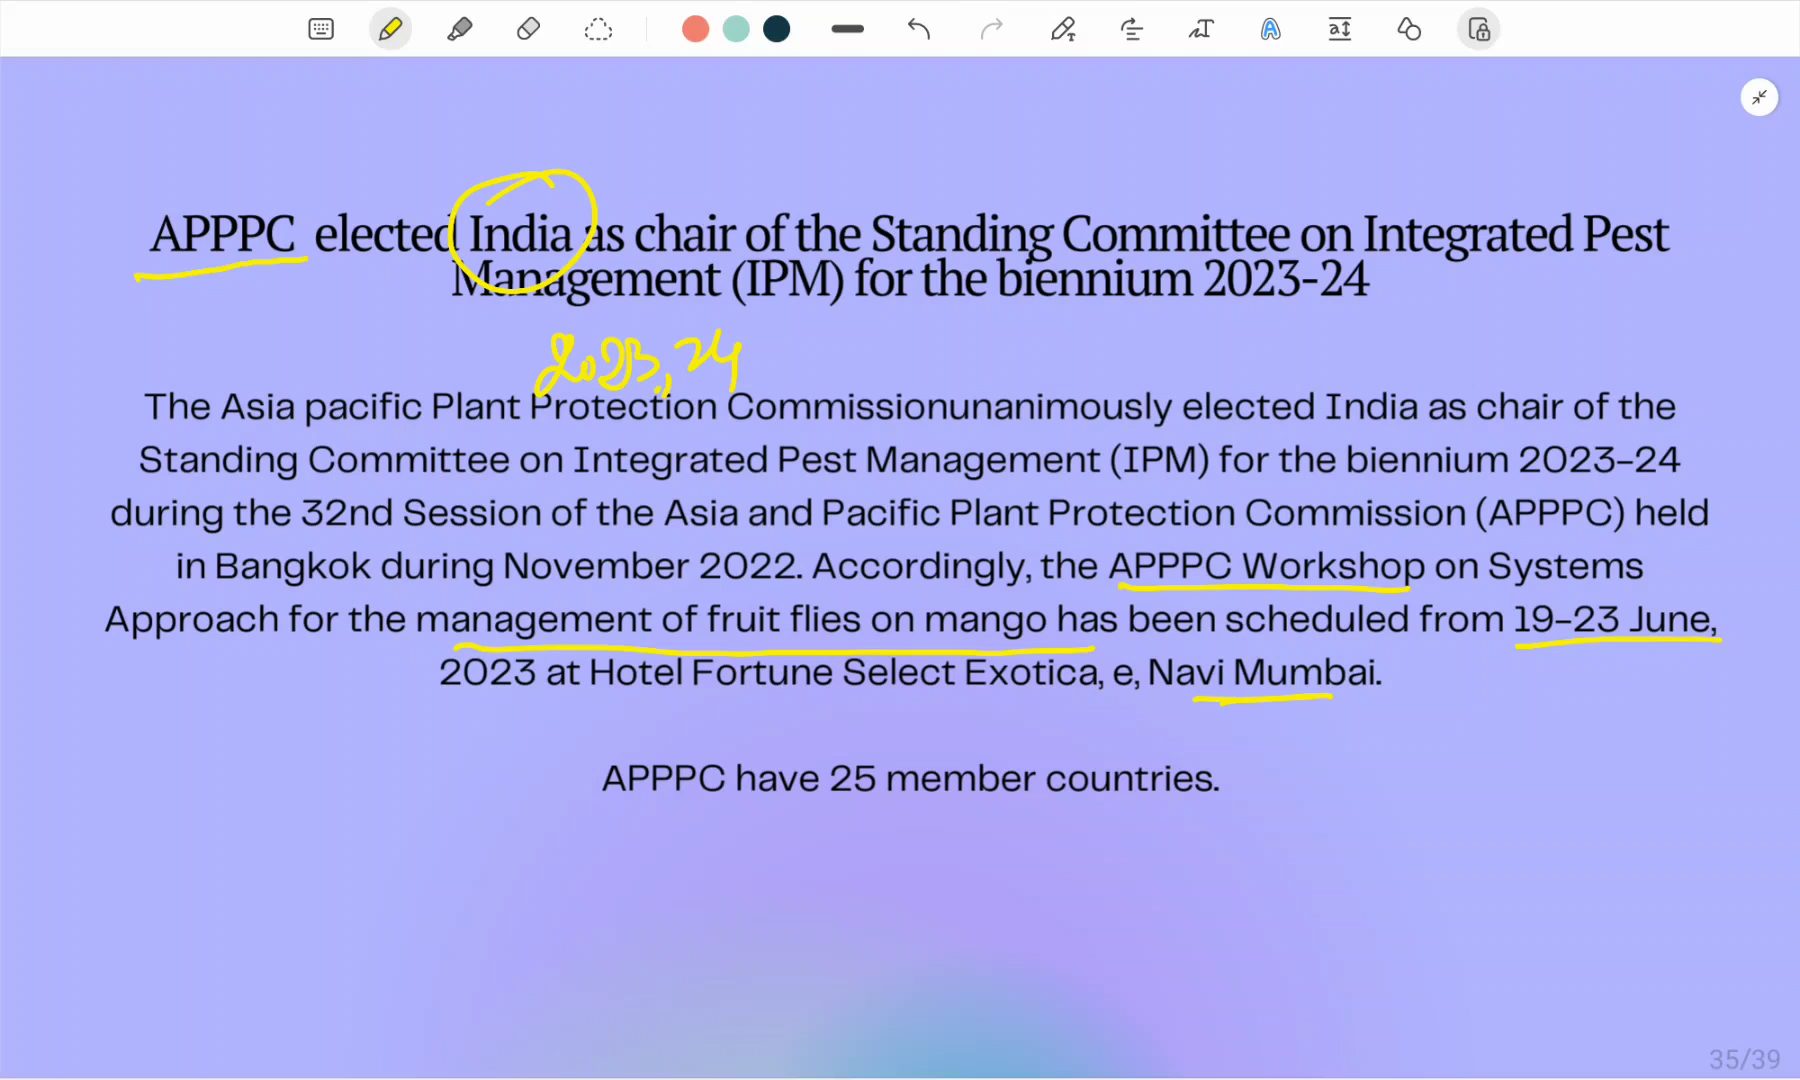 APPPC elected India as chair of the Standing Committee on Integrated Pest
Management (IPM) for the biennium 2023-24
2023, 24
The Asia pacific Plant Protection Commissionunanimously elected India as chair of the
Standing Committee on Integrated Pest Management (IPM) for the biennium 2023-24
during the 32nd Session of the Asia and Pacific Plant Protection Commission (APPPC) held
in Bangkok during November 2022. Accordingly, the APPPC Workshop on Systems
Approach for the management of fruit flies on mango has been scheduled from 19-23 June,
2023 at Hotel Fortune Select Exotica, e, Navi Mumbai.
APPPC have 25 member countries.
35/39